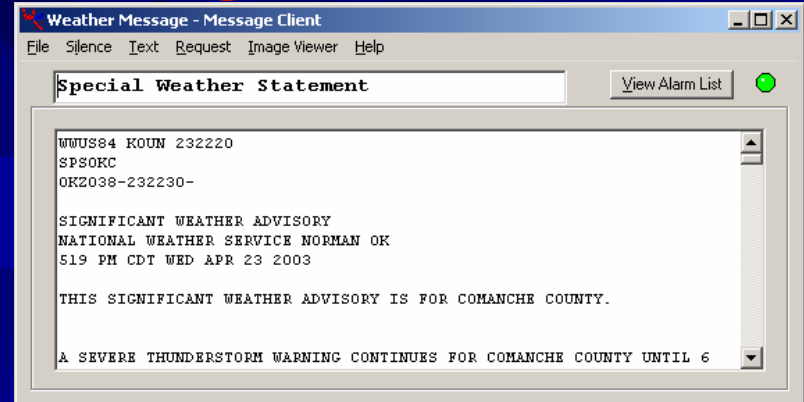 Weather Message - Message Client
File Silence Text Request Image Viewer Help
Special Weather Statement
View Alarm List
WWUS84 KOUN 232220
SPSOKC
OKZ038-232230-
SIGNIFICANT WEATHER ADVISORY
NATIONAL WEATHER SERVICE NORMAN OK
519 PM CDT WED APR 23 2003
THIS SIGNIFICANT WEATHER ADVISORY IS FOR COMANCHE COUNTY.
A SEVERE THUNDERSTORM WARNING CONTINUES FOR COMANCHE COUNTY UNTIL 6